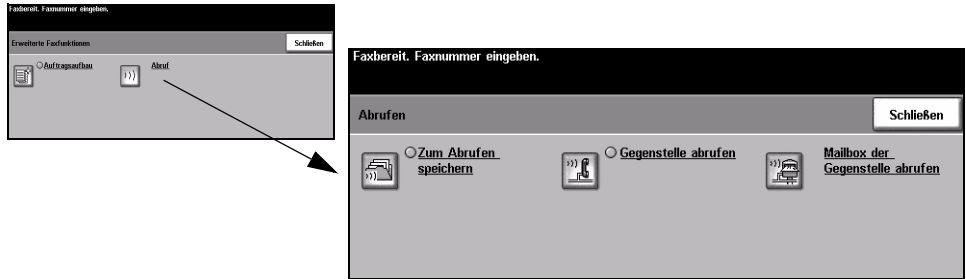 Faxbereit. Faxnummer eingeben.
Erweiterte Faxfunktionen
Schließen
Auftragsaufbau
Abruf
Faxbereit. Faxnummer eingeben.
Abrufen
Schließen
Zum Abrufen
speichern
Gegenstelle abrufen
Mailbox der
Gegenstelle abrufen